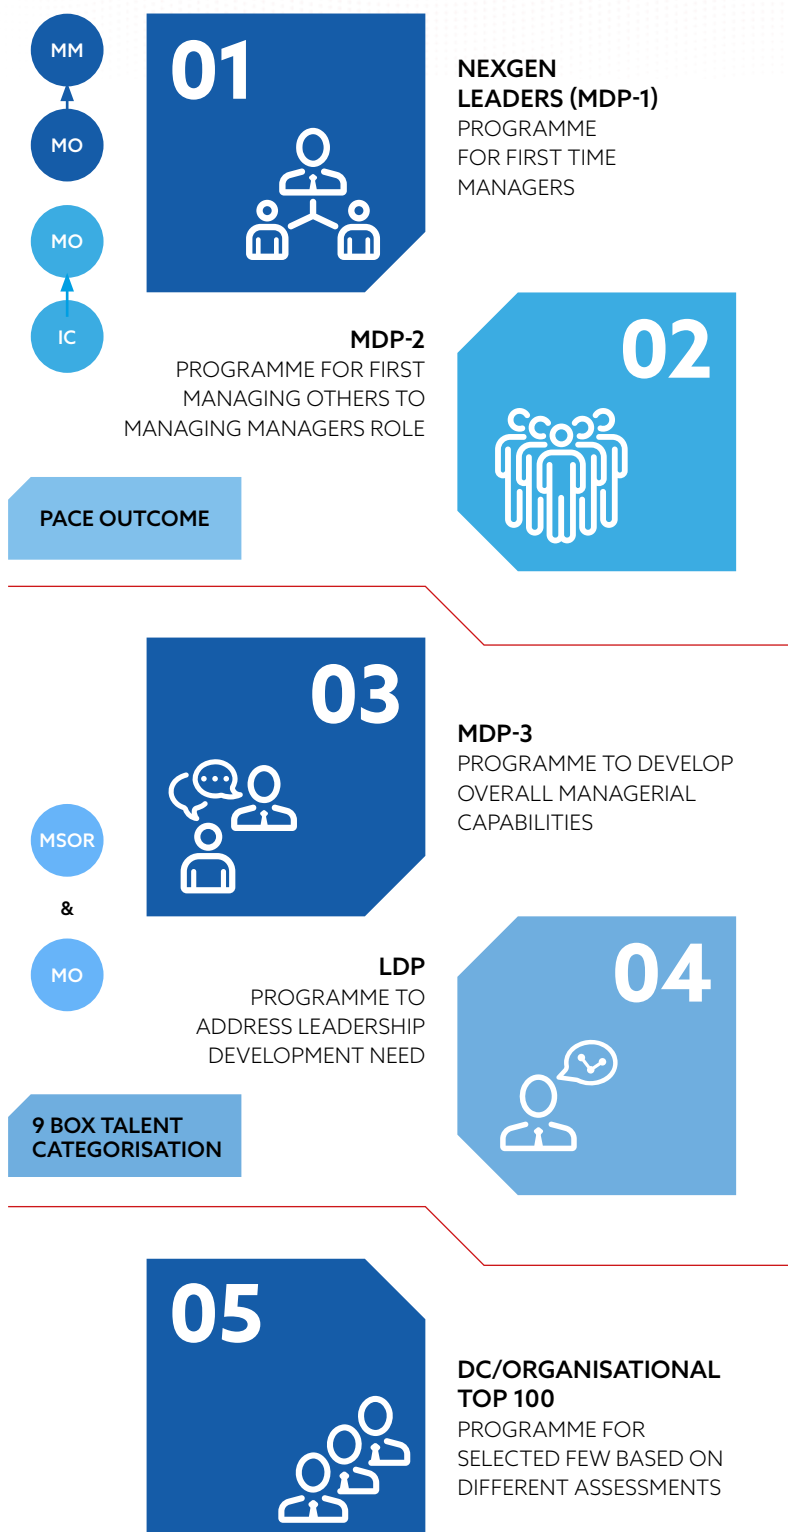 MM
MO
MO
IC
01
NEXGEN
LEADERS (MDP-1)
PROGRAMME
FOR FIRST TIME
MANAGERS
MDP-2
PROGRAMME FOR FIRST
MANAGING OTHERS TO
MANAGING MANAGERS ROLE
02
PACE OUTCOME
03
MDP-3
PROGRAMME TO DEVELOP
OVERALL MANAGERIAL
CAPABILITIES
MSOR
&
MO
LDP
PROGRAMME TO
ADDRESS LEADERSHIP
DEVELOPMENT NEED
04
9 BOX TALENT
CATEGORISATION
05
DC/ORGANISATIONAL
TOP 100
PROGRAMME FOR
SELECTED FEW BASED ON
DIFFERENT ASSESSMENTS